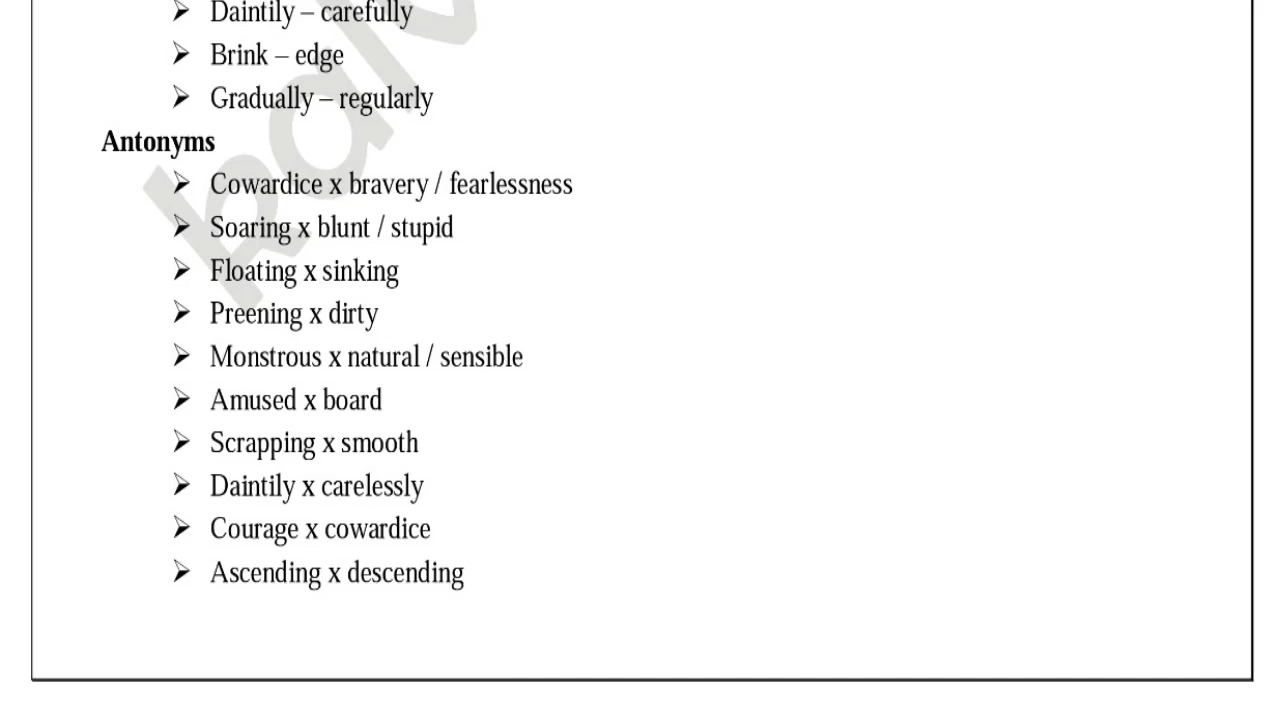 ➢ Daintily – carefully
➢ Brink – edge
➢ Gradually – regularly
Antonyms
➢ Cowardice x bravery / fearlessness
➢ Soaring x blunt / stupid
➢ Floating x sinking
➢ Preening x dirty
➢ Monstrous x natural / sensible
➢ Amused x board
➢ Scrapping x smooth
➢ Daintily x carelessly
➢ Courage x cowardice
➢ Ascending x descending